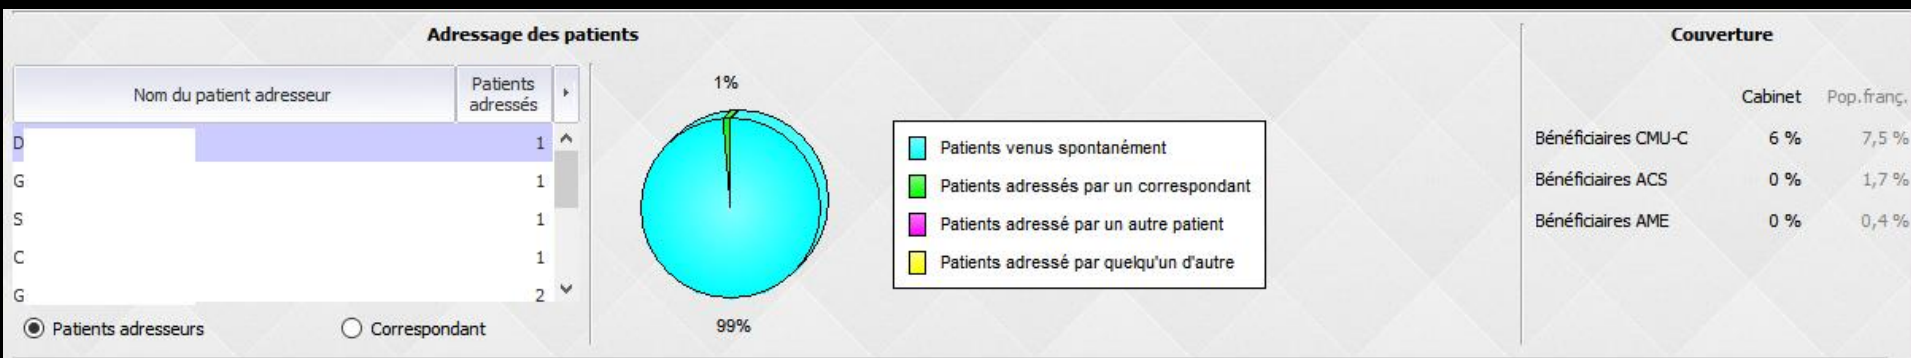 Adressage des patients
Nom du patient adresseur
Patients adressés
D 1
G 1
S 1
C 1
G 2
Patients adresseurs
Correspondant
1%
99%
Patients venus spontanément
Patients adressés par un correspondant
Patients adressé par un autre patient
Patients adressé par quelqu'un d'autre
Couverture
Cabinet Pop.franç.
Bénéficiaires CMU-C 6 % 7,5 %
Bénéficiaires ACS 0 % 1,7 %
Bénéficiaires AME 0 % 0,4 %